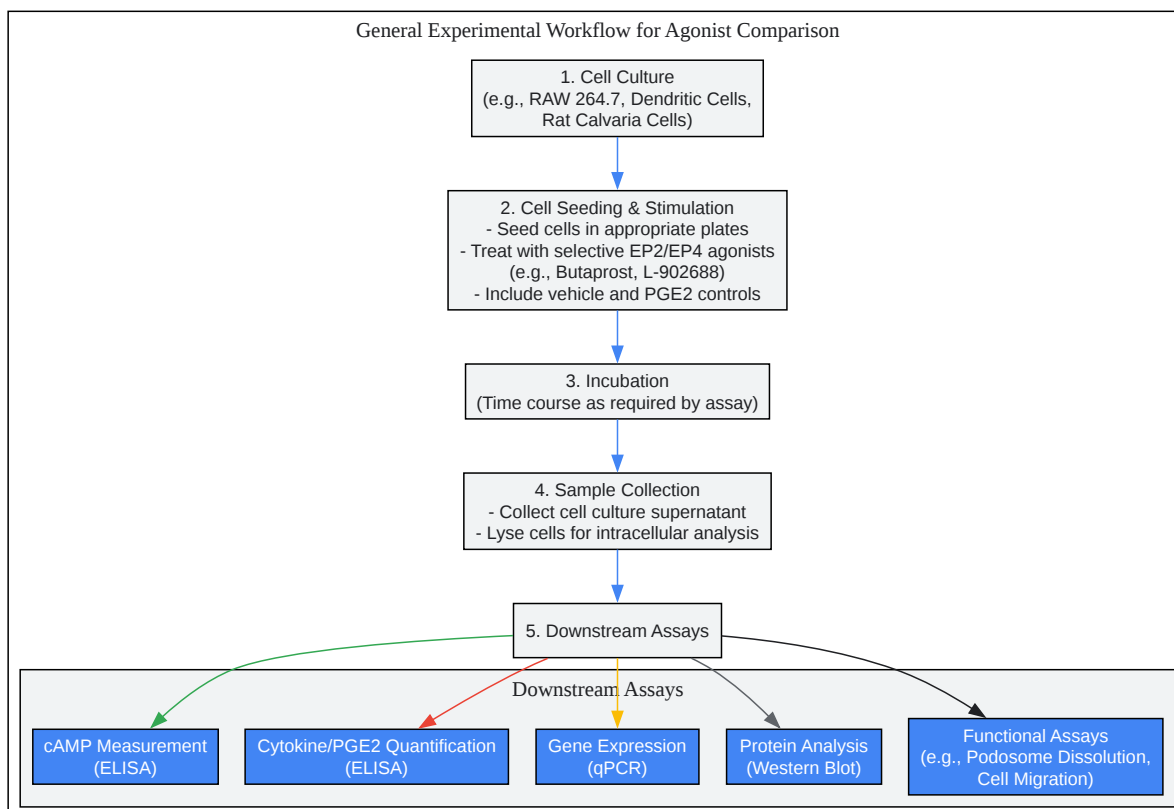 General Experimental Workflow for Agonist Comparison
1. Cell Culture
(e.g., RAW 264.7, Dendritic Cells,
Rat Calvaria Cells)
2. Cell Seeding & Stimulation
- Seed cells in appropriate plates
- Treat with selective EP2/EP4 agonists
(e.g., Butaprost, L-902688)
- Include vehicle and PGE2 controls
3. Incubation
(Time course as required by assay)
4. Sample Collection
- Collect cell culture supernatant
- Lyse cells for intracellular analysis
5. Downstream Assays
Downstream Assays
cAMP Measurement
(ELISA)
Cytokine/PGE2 Quantification
(ELISA)
Gene Expression
(qPCR)
Protein Analysis
(Western Blot)
Functional Assays
(e.g., Podosome Dissolution,
Cell Migration)